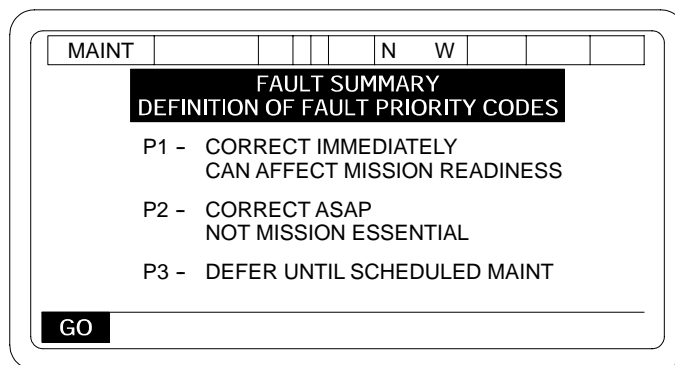 MAINT N W
FAULT SUMMARY
DEFINITION OF FAULT PRIORITY CODES
P1 - CORRECT IMMEDIATELY
CAN AFFECT MISSION READINESS
P2 - CORRECT ASAP
NOT MISSION ESSENTIAL
P3 - DEFER UNTIL SCHEDULED MAINT
GO